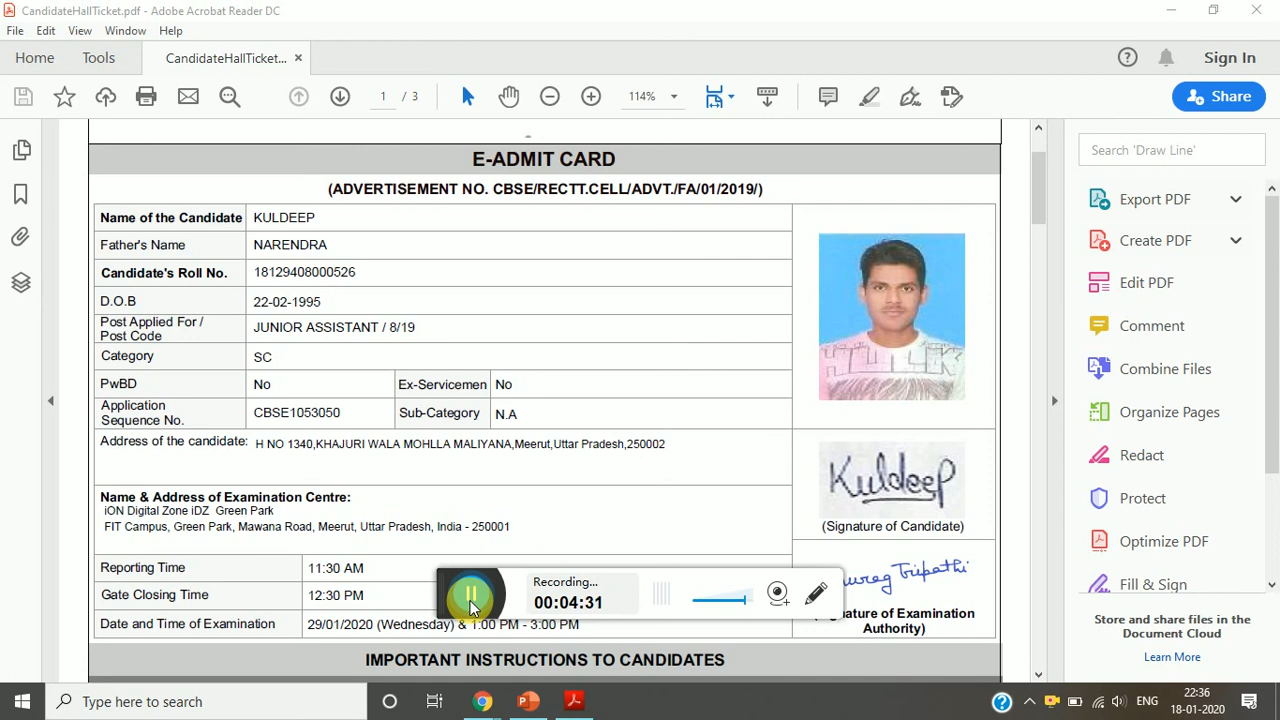 CandidateHallTicket.pdf - Adobe Acrobat Reader DC
File Edit View Window Help
Home Tools CandidateHallTicket... ×
Sign In
1 / 3
114%
Share
E-ADMIT CARD
(ADVERTISEMENT NO. CBSE/RECTT.CELL/ADVT./FA/01/2019/)
Name of the Candidate KULDEEP
Father's Name NARENDRA
Candidate's Roll No. 18129408000526
D.O.B 22-02-1995
Post Applied For /
Post Code
JUNIOR ASSISTANT / 8/19
Category SC
PwBD No Ex-Servicemen No
Application
Sequence No.
CBSE1053050 Sub-Category N.A
Address of the candidate: H NO 1340,KHAJURI WALA MOHLLA MALIYANA,Meerut,Uttar Pradesh,250002
Kuldeep
(Signature of Candidate)
Name & Address of Examination Centre:
iON Digital Zone iDZ Green Park
FIT Campus, Green Park, Mawana Road, Meerut, Uttar Pradesh, India - 250001
Reporting Time 11:30 AM
Gate Closing Time 12:30 PM
Date and Time of Examination 29/01/2020 (Wednesday) & 1:00 PM - 3:00 PM
Tripathi
ignature of Examination
Authority)
Recording...
00:04:31
IMPORTANT INSTRUCTIONS TO CANDIDATES
Search 'Draw Line'
Export PDF
Create PDF
Edit PDF
Comment
Combine Files
Organize Pages
Redact
Protect
Optimize PDF
Fill & Sign
Store and share files in the
Document Cloud
Learn More
Type here to search
ENG
22:36
18-01-2020